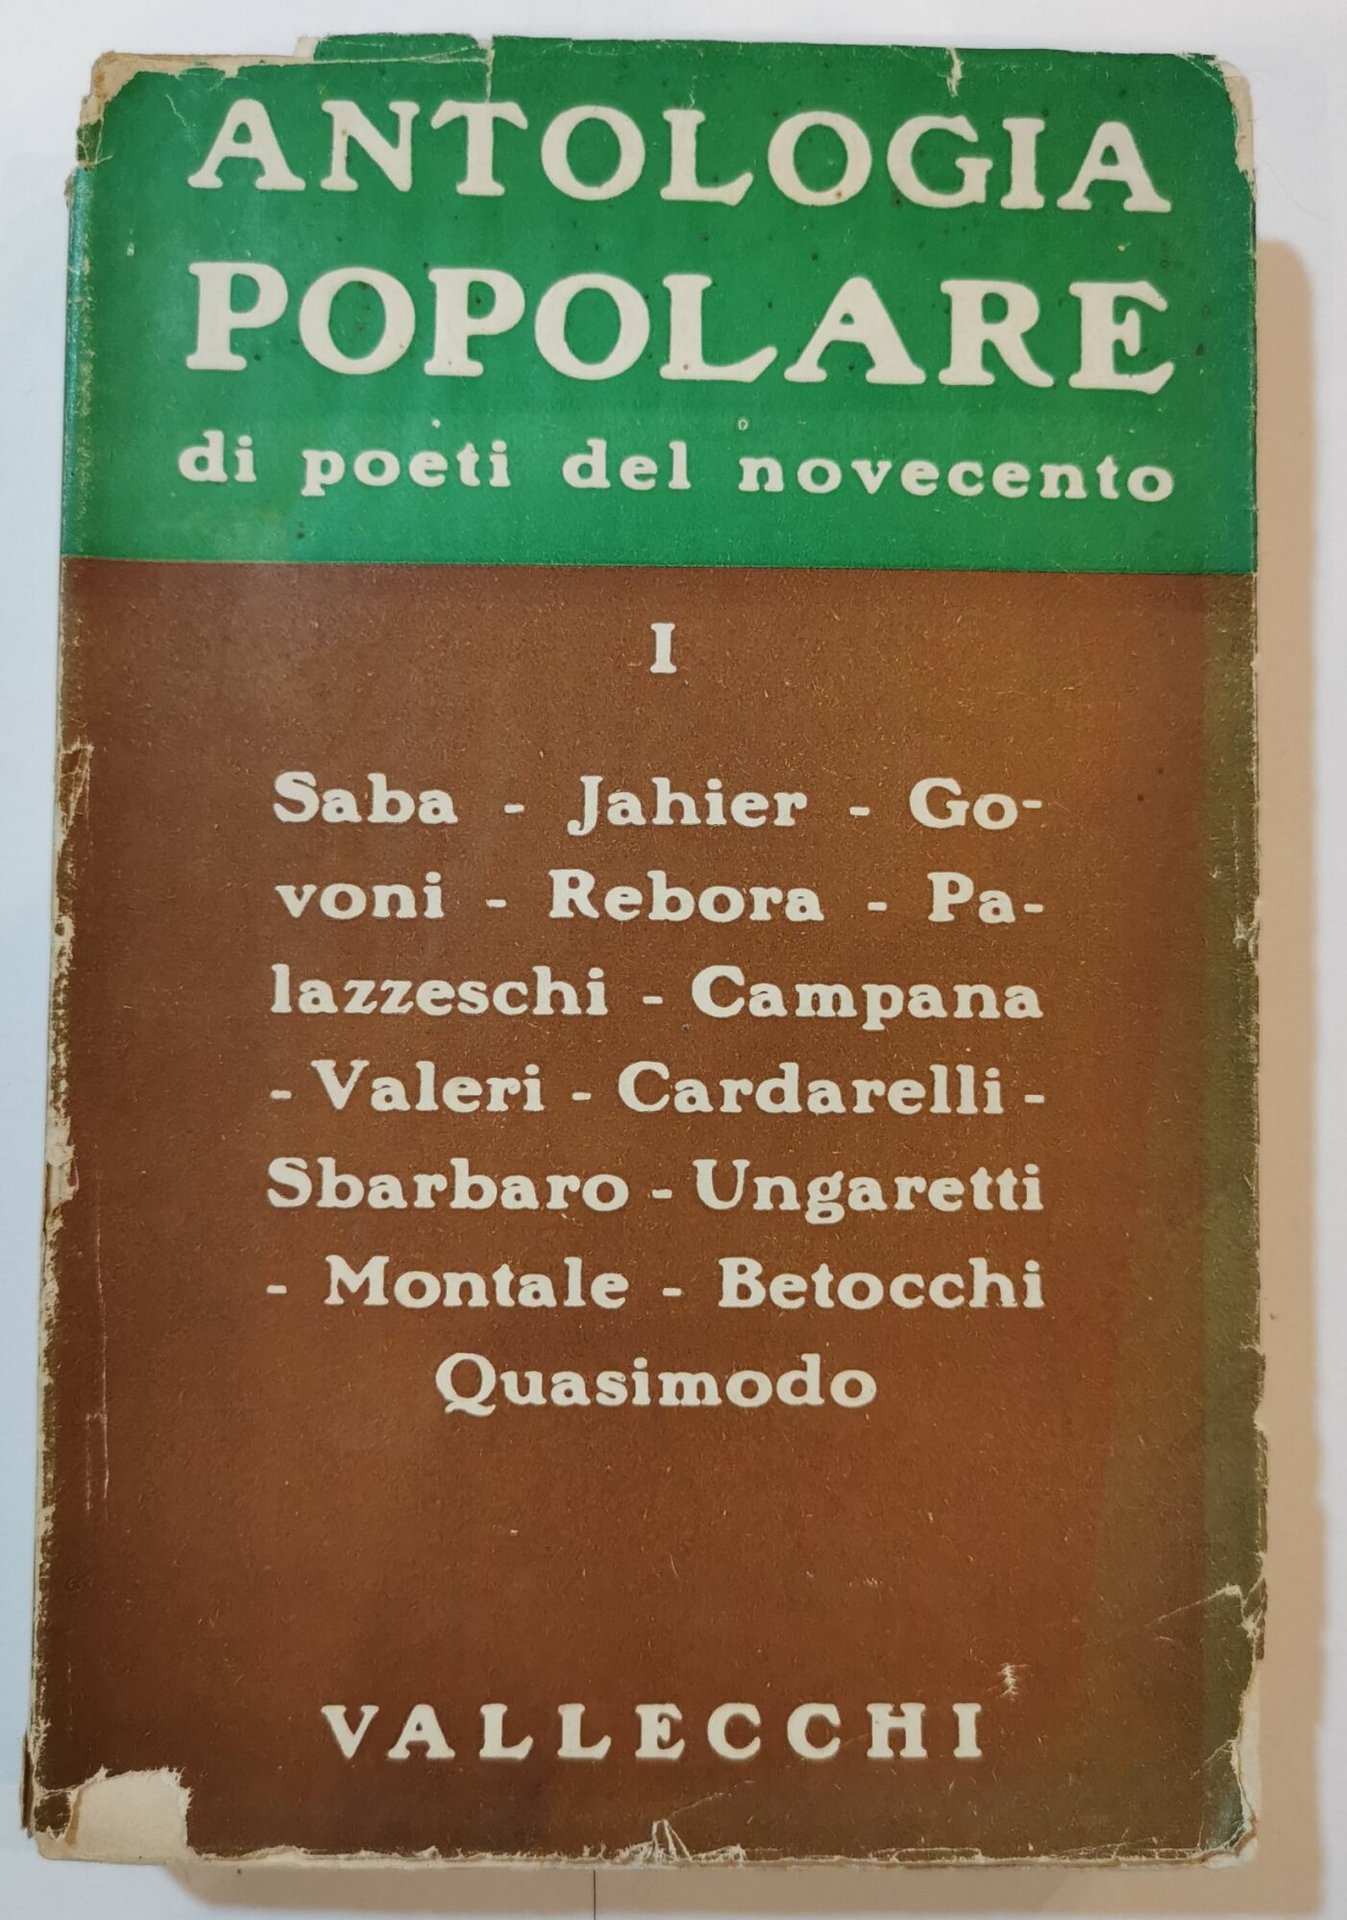 ANTOLOGIA
POPOLARE
di poeti del novecento
I
Saba - Jahier - Go-
voni - Rebora - Pa-
lazzeschi - Campana
- Valeri - Cardarelli -
Sbarbaro - Ungaretti
- Montale - Betocchi
Quasimodo
VALLECCHI